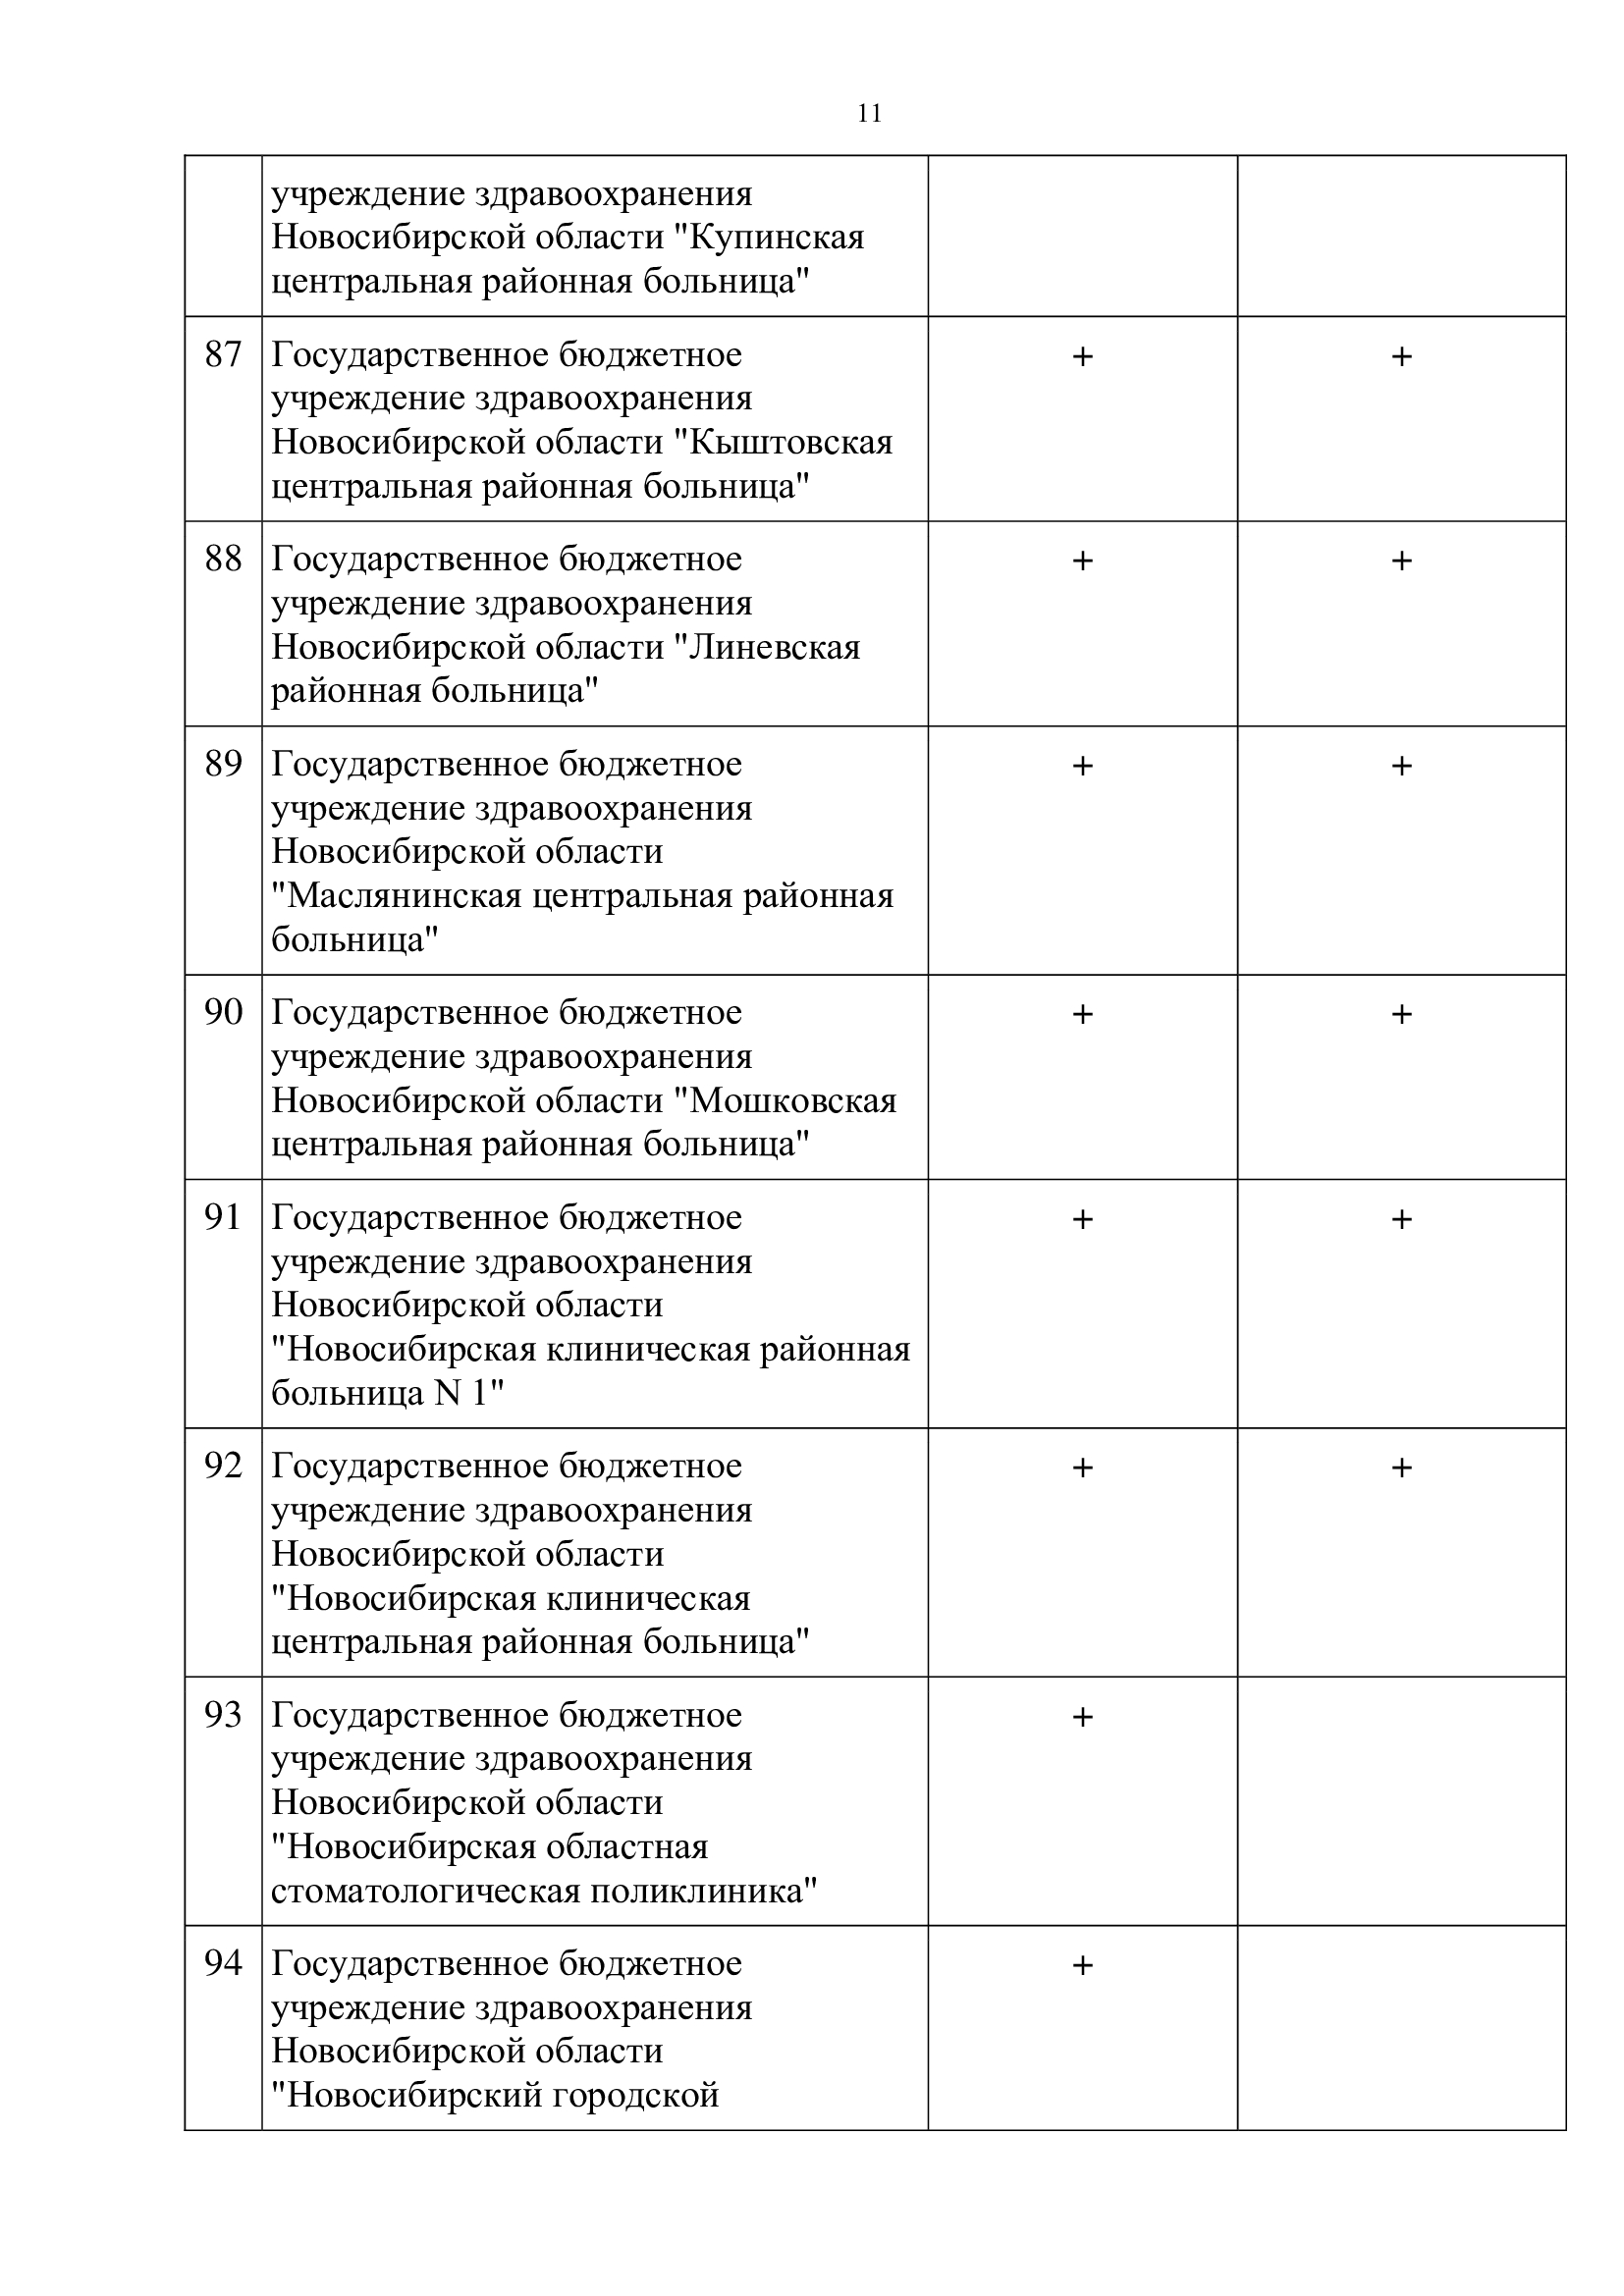 11
учреждение здравоохранения
Новосибирской области "Купинская
центральная районная больница"
87 Государственное бюджетное + +
учреждение здравоохранения
Новосибирской области "Кыштовская
центральная районная больница"
88 Государственное бюджетное + +
учреждение здравоохранения
Новосибирской области "Линевская
районная больница"
89 Государственное бюджетное + +
учреждение здравоохранения
Новосибирской области
"Маслянинская центральная районная
больница"
90 Государственное бюджетное + +
учреждение здравоохранения
Новосибирской области "Мошковская
центральная районная больница"
91 Государственное бюджетное + +
учреждение здравоохранения
Новосибирской области
"Новосибирская клиническая районная
больница N 1"
92 Государственное бюджетное + +
учреждение здравоохранения
Новосибирской области
"Новосибирская клиническая
центральная районная больница"
93 Государственное бюджетное +
учреждение здравоохранения
Новосибирской области
"Новосибирская областная
стоматологическая поликлиника"
94 Государственное бюджетное +
учреждение здравоохранения
Новосибирской области
"Новосибирский городской